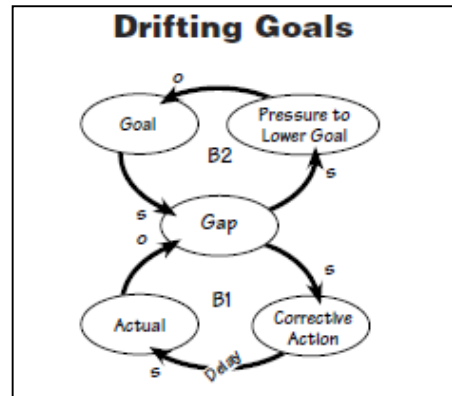 Drifting Goals
o
Goal
Pressure to
Lower Goal
B2
s
s
Gap
o
s
B1
Actual
Corrective
Action
s
Delay